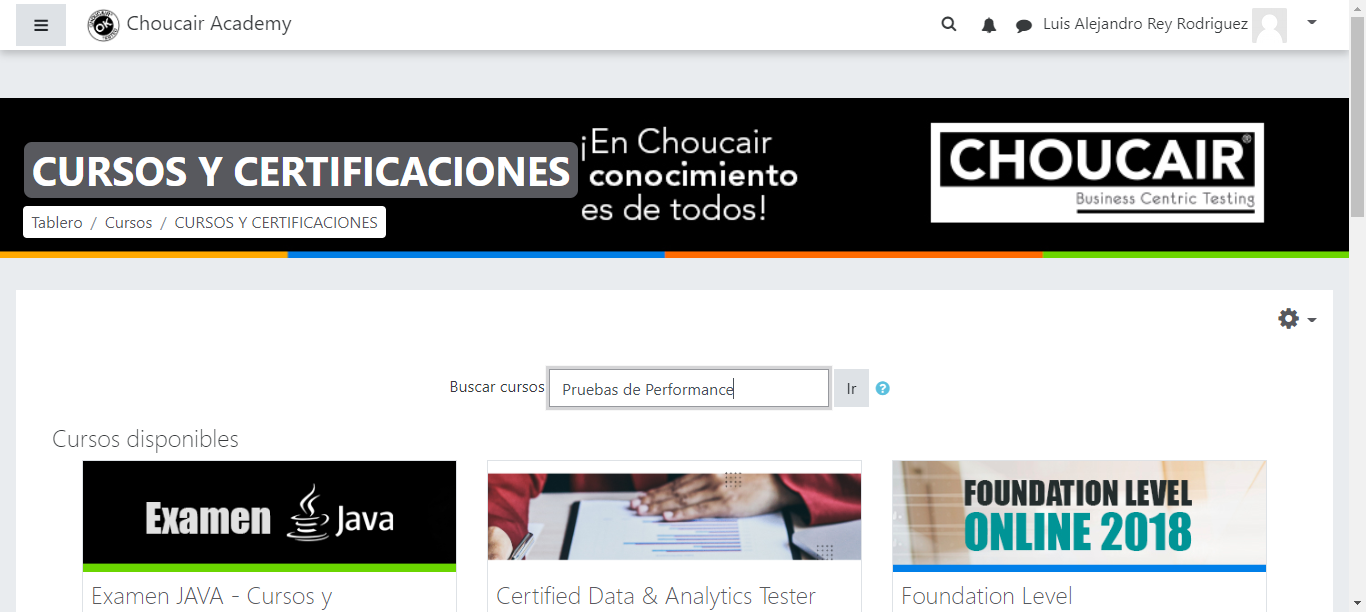 Choucair Academy
Luis Alejandro Rey Rodriguez
CURSOS Y CERTIFICACIONES
¡En Choucair
conocimiento
es de todos!
CHOUCAIR®
Business Centric Testing
Tablero / Cursos / CURSOS Y CERTIFICACIONES
Buscar cursos
Pruebas de Performance
Ir
?
Cursos disponibles
Examen Java
FOUNDATION LEVEL
ONLINE 2018
Examen JAVA - Cursos y
Certified Data & Analytics Tester
Foundation Level